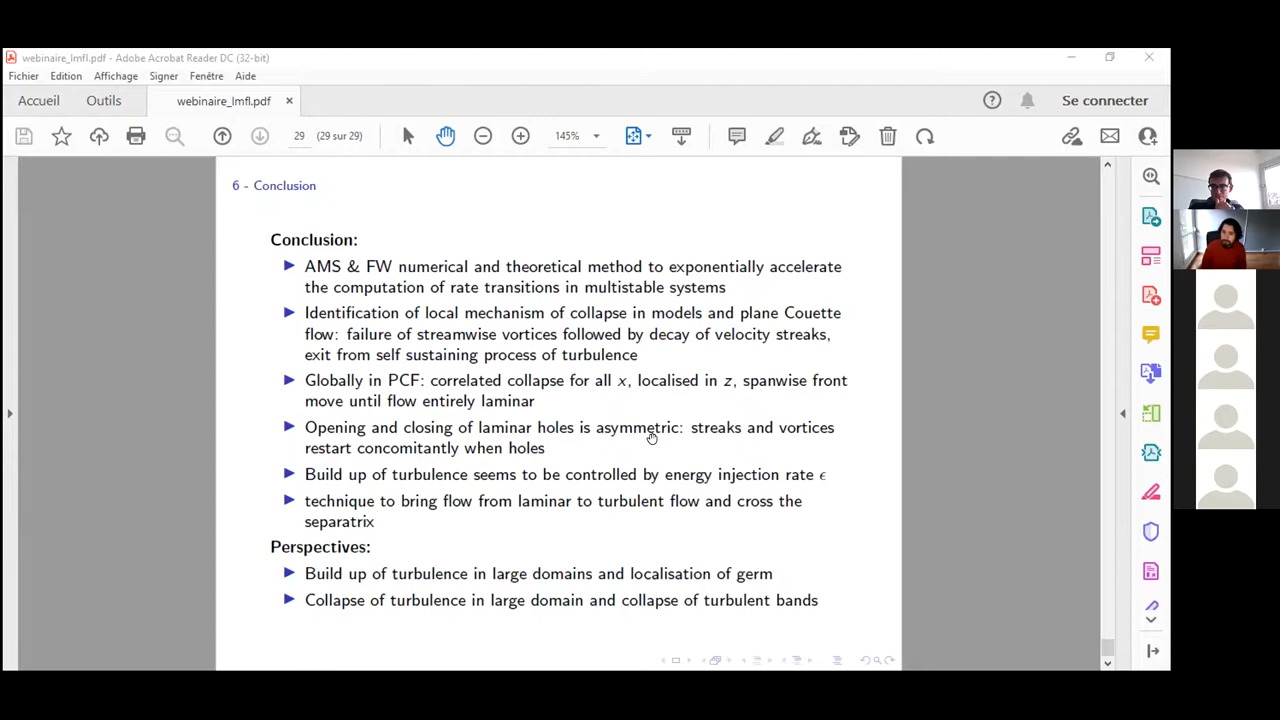 webinaire_lmfl.pdf - Adobe Acrobat Reader DC (32-bit)
Fichier Edition Affichage Signer Fenêtre Aide
Accueil Outils webinaire_lmfl.pdf × Se connecter
29 (29 sur 29) 145%
6 - Conclusion
Conclusion:
AMS & FW numerical and theoretical method to exponentially accelerate
the computation of rate transitions in multistable systems
Identification of local mechanism of collapse in models and plane Couette
flow: failure of streamwise vortices followed by decay of velocity streaks,
exit from self sustaining process of turbulence
Globally in PCF: correlated collapse for all x, localised in z, spanwise front
move until flow entirely laminar
Opening and closing of laminar holes is asymmetric: streaks and vortices
restart concomitantly when holes
Build up of turbulence seems to be controlled by energy injection rate ϵ
technique to bring flow from laminar to turbulent flow and cross the
separatrix
Perspectives:
Build up of turbulence in large domains and localisation of germ
Collapse of turbulence in large domain and collapse of turbulent bands